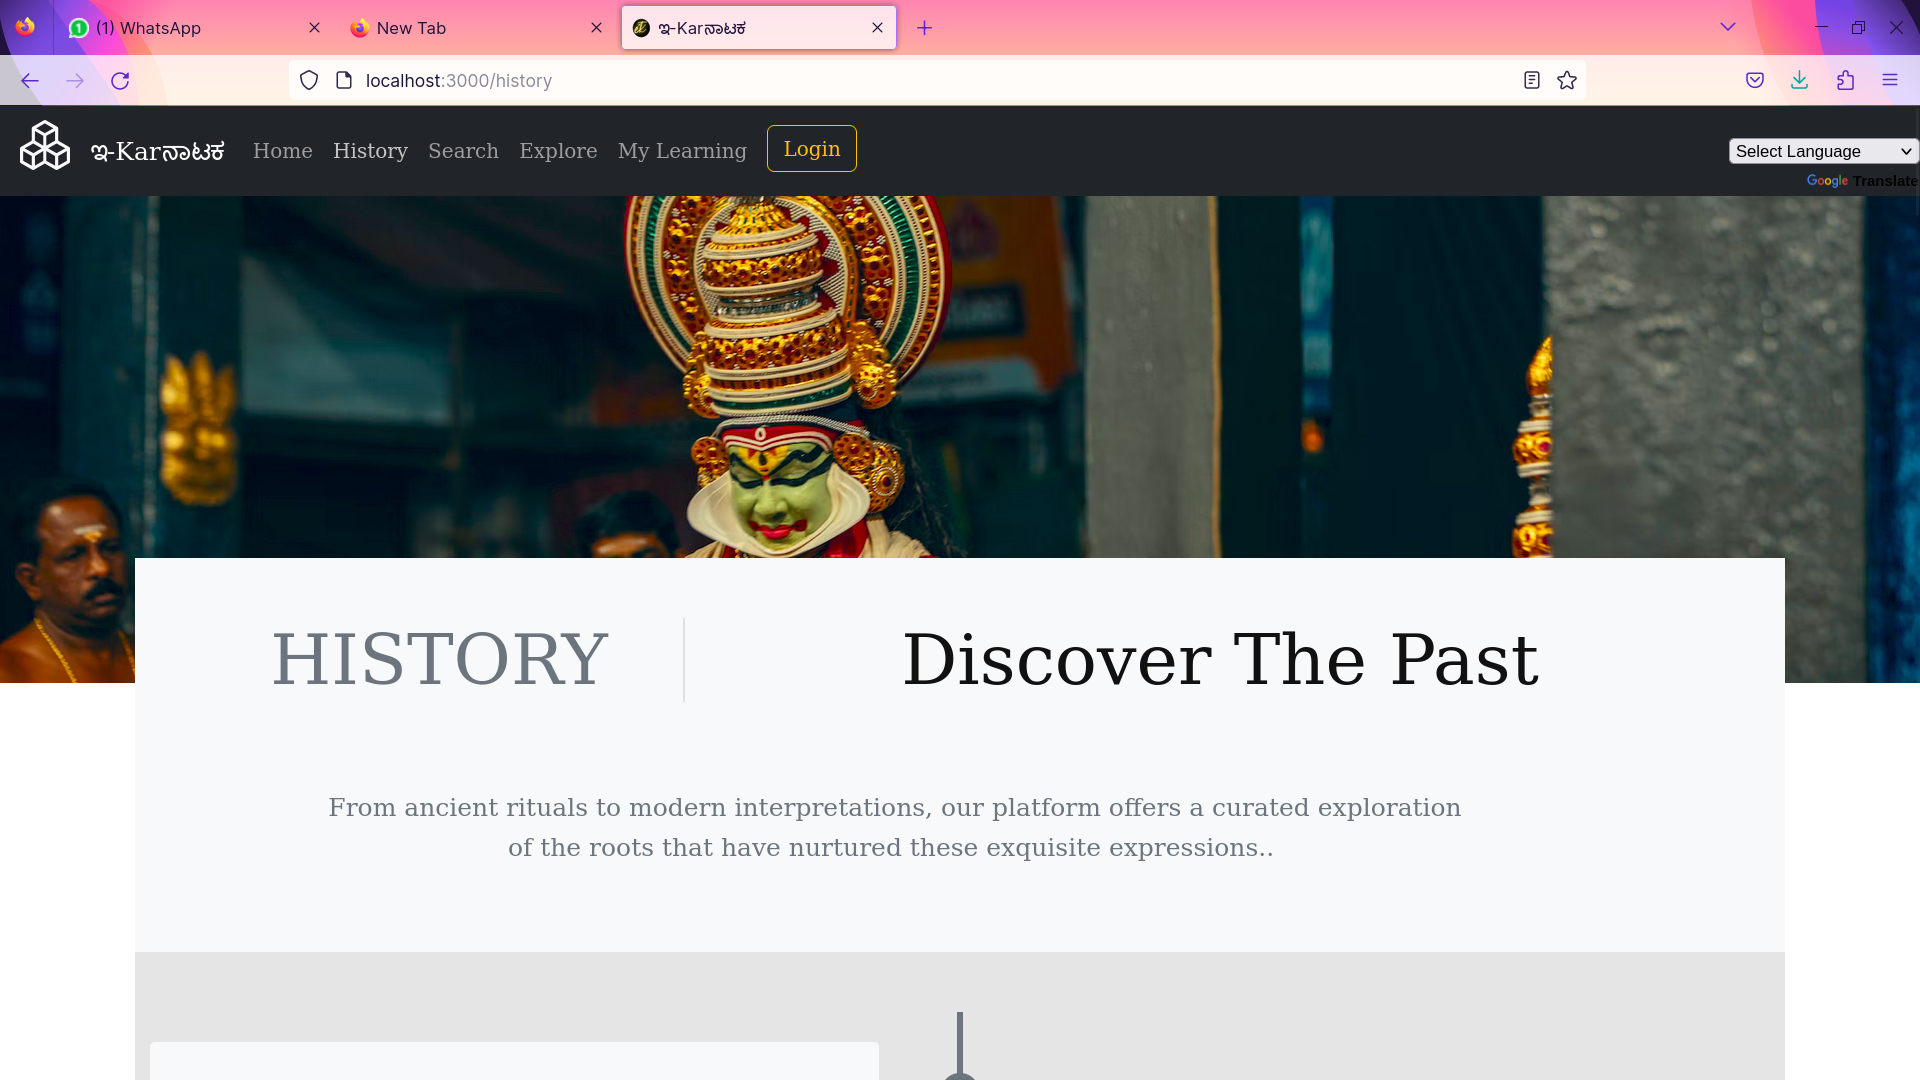 (1) WhatsApp
New Tab
ಇ-Karನಾಟಕ
localhost:3000/history
ಇ-Karನಾಟಕ
Home
History
Search
Explore
My Learning
Login
Select Language
Google Translate
HISTORY
Discover The Past
From ancient rituals to modern interpretations, our platform offers a curated exploration
of the roots that have nurtured these exquisite expressions..